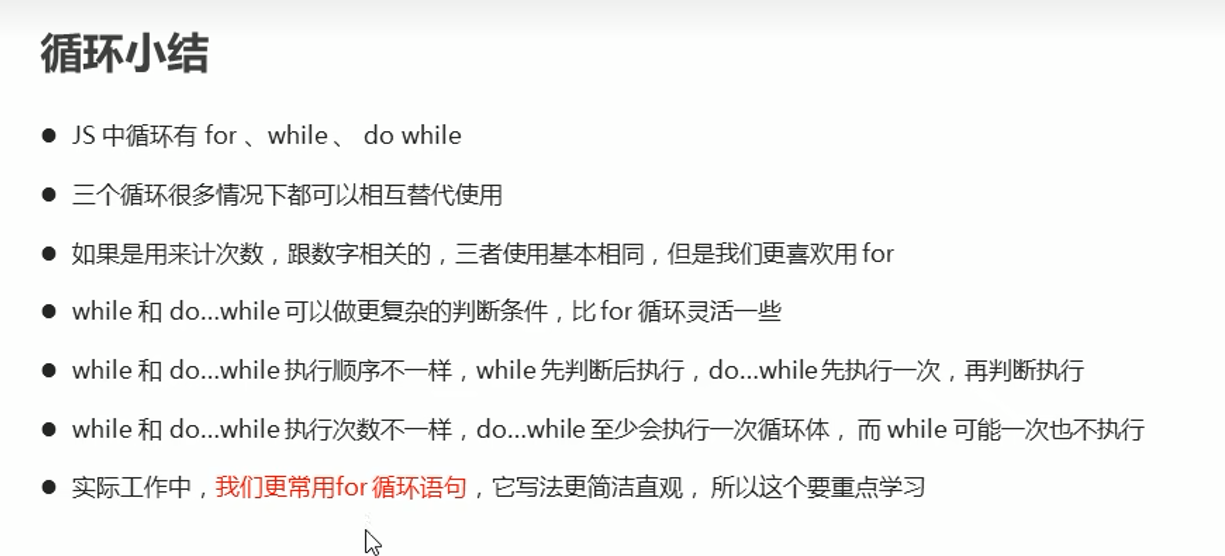 循环小结
● JS 中循环有 for 、while 、 do while
● 三个循环很多情况下都可以相互替代使用
● 如果是用来计次数，跟数字相关的，三者使用基本相同，但是我们更喜欢用 for
● while 和 do...while 可以做更复杂的判断条件，比 for 循环灵活一些
● while 和 do...while 执行顺序不一样，while 先判断后执行，do...while 先执行一次，再判断执行
● while 和 do...while 执行次数不一样，do...while 至少会执行一次循环体， 而 while 可能一次也不执行
● 实际工作中，我们更常用for 循环语句，它写法更简洁直观， 所以这个要重点学习